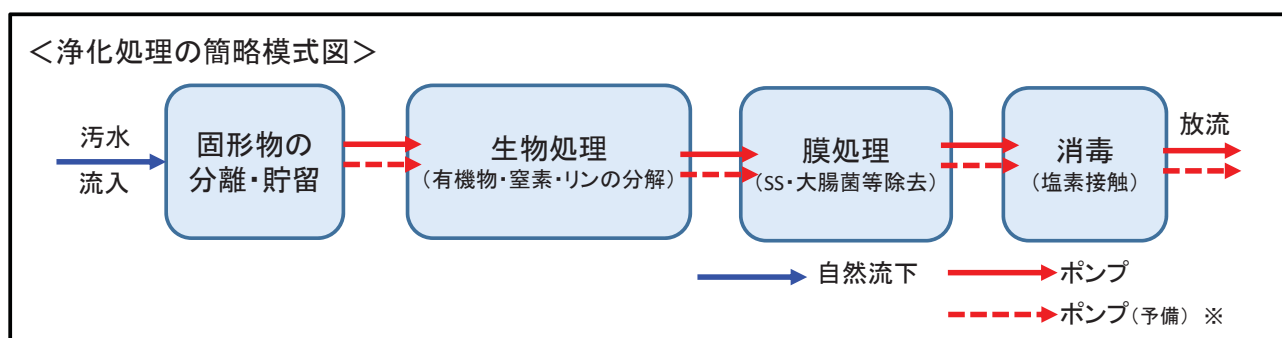 ＜浄化処理の簡略模式図＞
汚水
流入
固形物の
分離・貯留
生物処理
（有機物・窒素・リンの分解）
膜処理
（SS・大腸菌等除去）
消毒
（塩素接触）
放流
自然流下
ポンプ
ポンプ（予備） ※